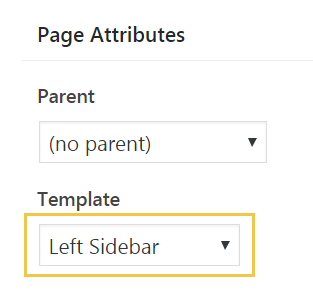 Page Attributes
Parent
(no parent)
Template
Left Sidebar